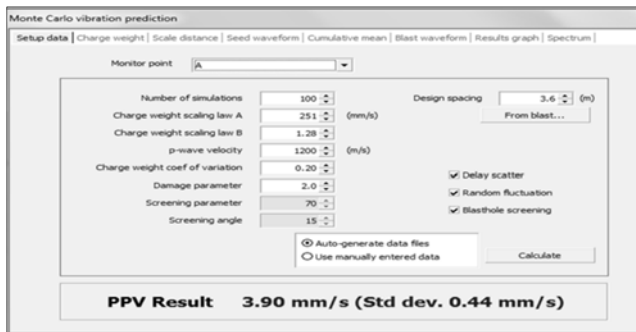 Monte Carlo vibration prediction
Setup data | Charge weight | Scale distance | Seed waveform | Cumulative mean | Blast waveform | Results graph | Spectrum |
Monitor point A
Number of simulations 100 Design spacing 3.6 (m)
Charge weight scaling law A 251 (mm/s) From blast...
Charge weight scaling law B 1.28
p-wave velocity 1200 (m/s)
Charge weight coef of variation 0.20 Delay scatter
Damage parameter 2.0 Random fluctuation
Screening parameter 70 Blasthole screening
Screening angle 15
Auto-generate data files
Use manually entered data Calculate
PPV Result 3.90 mm/s (Std dev. 0.44 mm/s)